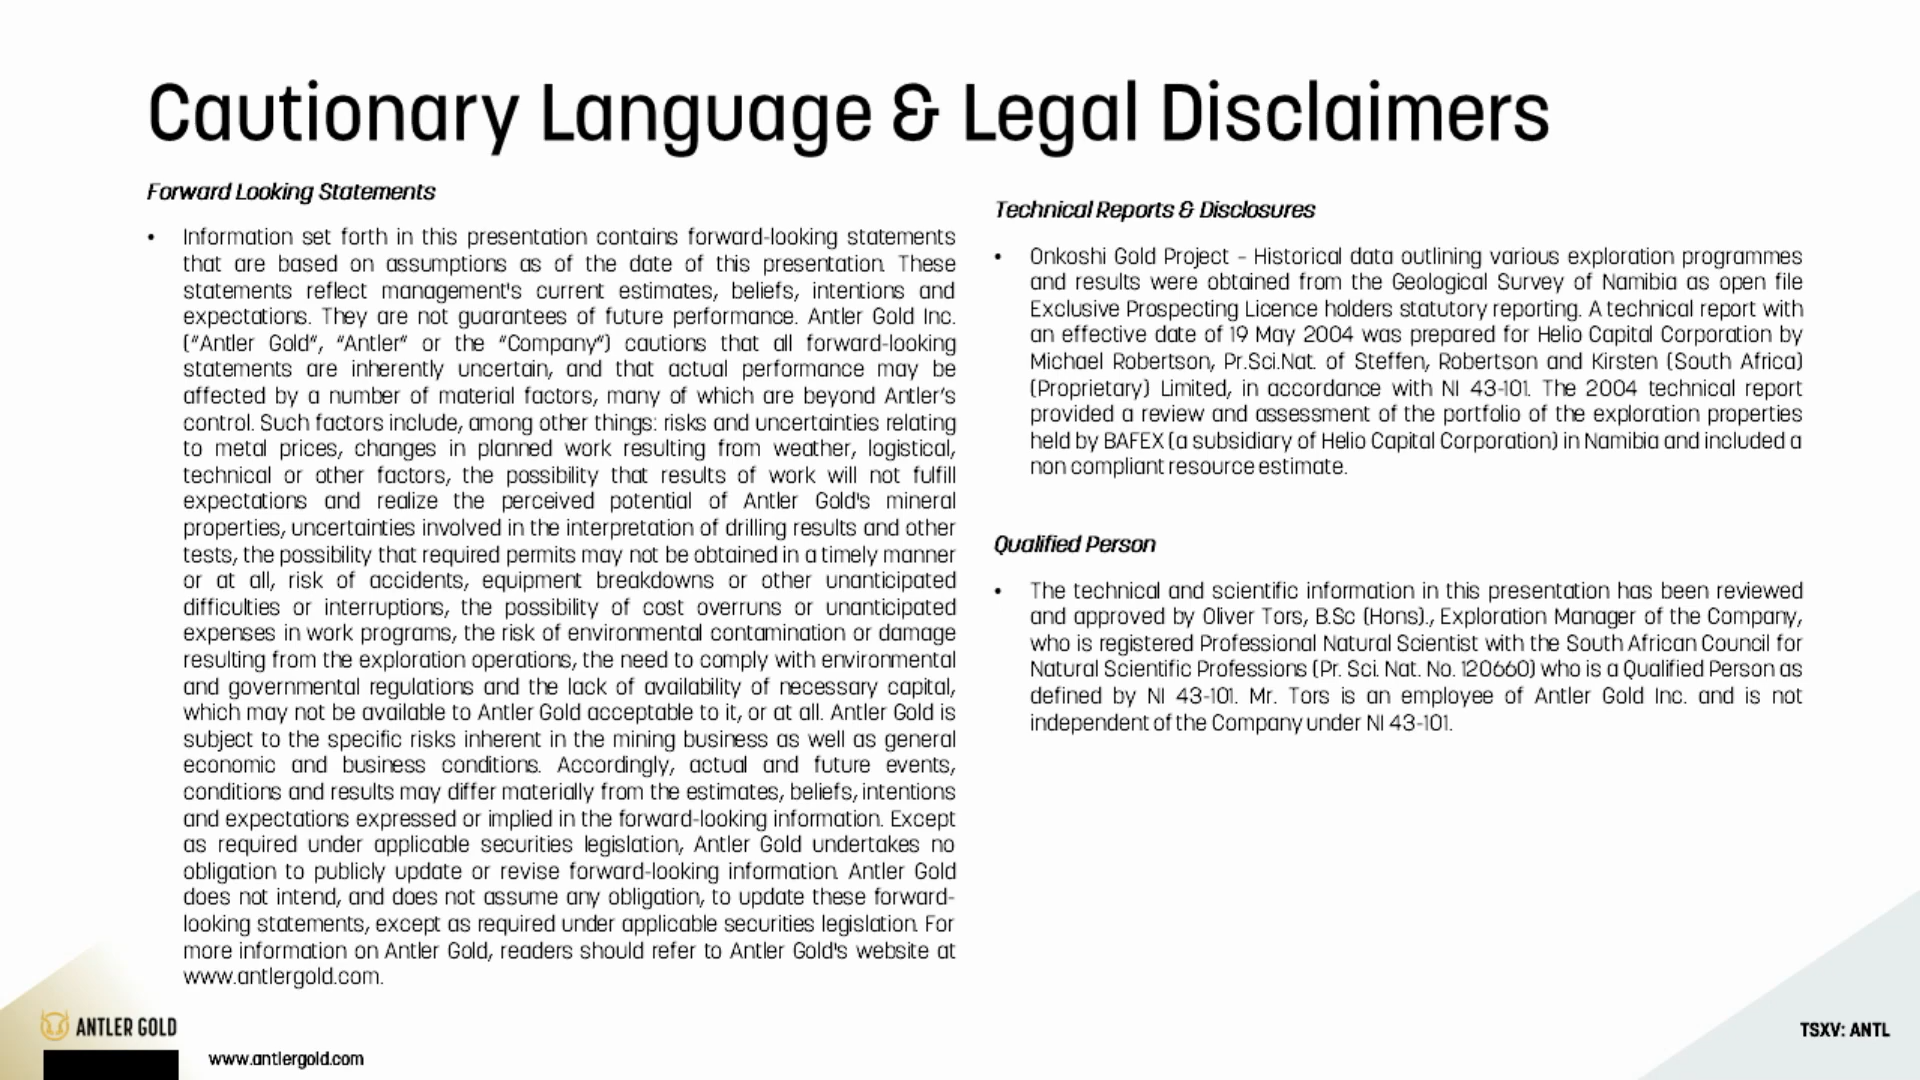 Cautionary Language & Legal Disclaimers
Forward Looking Statements
• Information set forth in this presentation contains forward-looking statements
that are based on assumptions as of the date of this presentation. These
statements reflect management's current estimates, beliefs, intentions and
expectations. They are not guarantees of future performance. Antler Gold Inc.
(“Antler Gold“, “Antler“ or the “Company“) cautions that all forward-looking
statements are inherently uncertain, and that actual performance may be
affected by a number of material factors, many of which are beyond Antler’s
control. Such factors include, among other things: risks and uncertainties relating
to metal prices, changes in planned work resulting from weather, logistical,
technical or other factors, the possibility that results of work will not fulfill
expectations and realize the perceived potential of Antler Gold's mineral
properties, uncertainties involved in the interpretation of drilling results and other
tests, the possibility that required permits may not be obtained in a timely manner
or at all, risk of accidents, equipment breakdowns or other unanticipated
difficulties or interruptions, the possibility of cost overruns or unanticipated
expenses in work programs, the risk of environmental contamination or damage
resulting from the exploration operations, the need to comply with environmental
and governmental regulations and the lack of availability of necessary capital,
which may not be available to Antler Gold acceptable to it, or at all. Antler Gold is
subject to the specific risks inherent in the mining business as well as general
economic and business conditions. Accordingly, actual and future events,
conditions and results may differ materially from the estimates, beliefs, intentions
and expectations expressed or implied in the forward-looking information. Except
as required under applicable securities legislation, Antler Gold undertakes no
obligation to publicly update or revise forward-looking information. Antler Gold
does not intend, and does not assume any obligation, to update these forward-
looking statements, except as required under applicable securities legislation. For
more information on Antler Gold, readers should refer to Antler Gold's website at
www.antlergold.com.
Technical Reports & Disclosures
• Onkoshi Gold Project – Historical data outlining various exploration programmes
and results were obtained from the Geological Survey of Namibia as open file
Exclusive Prospecting Licence holders statutory reporting. A technical report with
an effective date of 19 May 2004 was prepared for Helio Capital Corporation by
Michael Robertson, Pr.Sci.Nat. of Steffen, Robertson and Kirsten (South Africa)
(Proprietary) Limited, in accordance with NI 43-101. The 2004 technical report
provided a review and assessment of the portfolio of the exploration properties
held by BAFEX (a subsidiary of Helio Capital Corporation) in Namibia and included a
non compliant resource estimate.
Qualified Person
• The technical and scientific information in this presentation has been reviewed
and approved by Oliver Tors, B.Sc (Hons)., Exploration Manager of the Company,
who is registered Professional Natural Scientist with the South African Council for
Natural Scientific Professions (Pr. Sci. Nat. No. 120660) who is a Qualified Person as
defined by NI 43-101. Mr. Tors is an employee of Antler Gold Inc. and is not
independent of the Company under NI 43-101.
ANTLER GOLD
www.antlergold.com
TSXV: ANTL